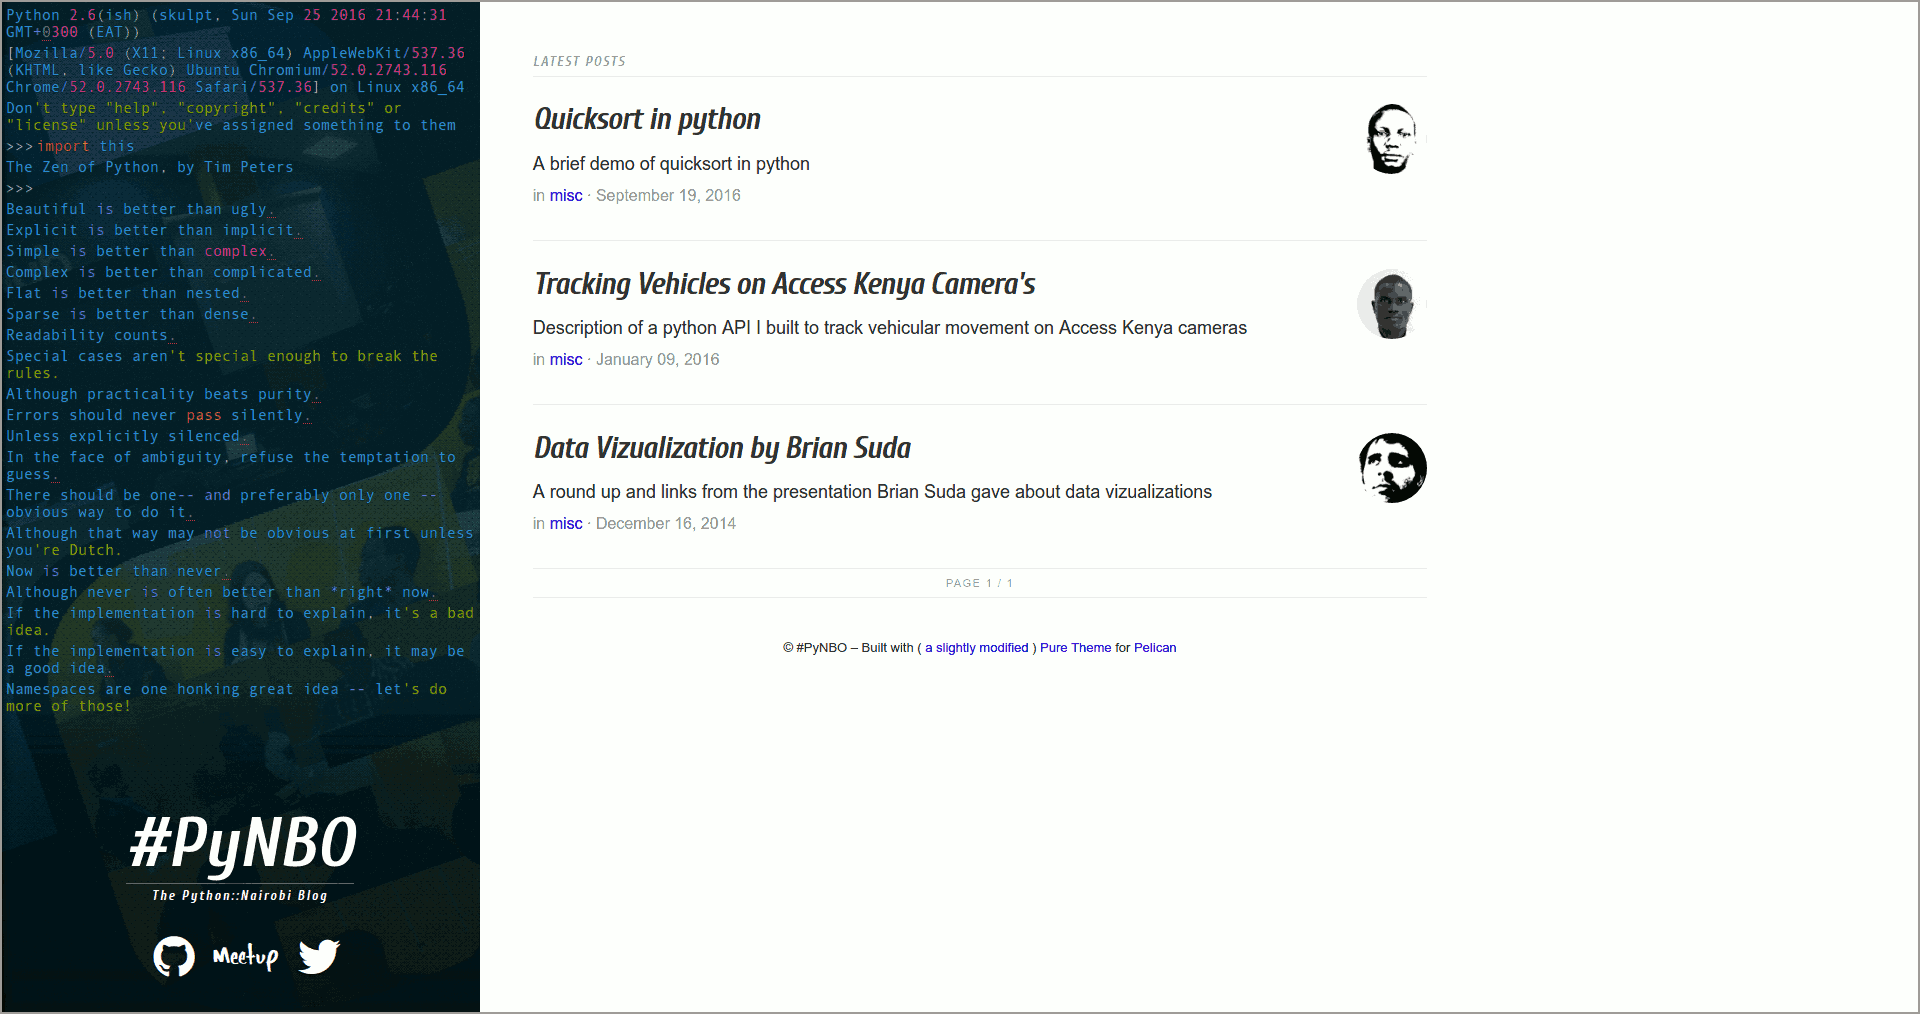 Python 2.6(ish) (skulpt, Sun Sep 25 2016 21:44:31
GMT+0300 (EAT))
[Mozilla/5.0 (X11; Linux x86_64) AppleWebKit/537.36
(KHTML, like Gecko) Ubuntu Chromium/52.0.2743.116
Chrome/52.0.2743.116 Safari/537.36] on Linux x86_64
Don't type "help", "copyright", "credits" or
"license" unless you've assigned something to them
>>> import this
The Zen of Python, by Tim Peters
>>>
Beautiful is better than ugly.
Explicit is better than implicit.
Simple is better than complex.
Complex is better than complicated.
Flat is better than nested.
Sparse is better than dense.
Readability counts.
Special cases aren't special enough to break the
rules.
Although practicality beats purity.
Errors should never pass silently.
Unless explicitly silenced.
In the face of ambiguity, refuse the temptation to
guess.
There should be one-- and preferably only one --
obvious way to do it.
Although that way may not be obvious at first unless
you're Dutch.
Now is better than never.
Although never is often better than *right* now.
If the implementation is hard to explain, it's a bad
idea.
If the implementation is easy to explain, it may be
a good idea.
Namespaces are one honking great idea -- let's do
more of those!
#PyNBO
The Python::Nairobi Blog
Meetup
LATEST POSTS
Quicksort in python
A brief demo of quicksort in python
in misc · September 19, 2016
Tracking Vehicles on Access Kenya Camera's
Description of a python API I built to track vehicular movement on Access Kenya cameras
in misc · January 09, 2016
Data Vizualization by Brian Suda
A round up and links from the presentation Brian Suda gave about data vizualizations
in misc · December 16, 2014
PAGE 1 / 1
© #PyNBO – Built with ( a slightly modified ) Pure Theme for Pelican